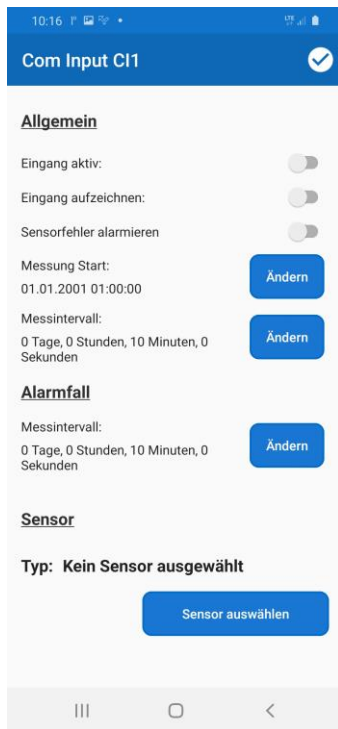 10:16
LTE
Com Input CI1
Allgemein
Eingang aktiv:
Eingang aufzeichnen:
Sensorfehler alarmieren
Messung Start:
01.01.2001 01:00:00
Ändern
Messintervall:
0 Tage, 0 Stunden, 10 Minuten, 0
Sekunden
Ändern
Alarmfall
Messintervall:
0 Tage, 0 Stunden, 10 Minuten, 0
Sekunden
Ändern
Sensor
Typ: Kein Sensor ausgewählt
Sensor auswählen